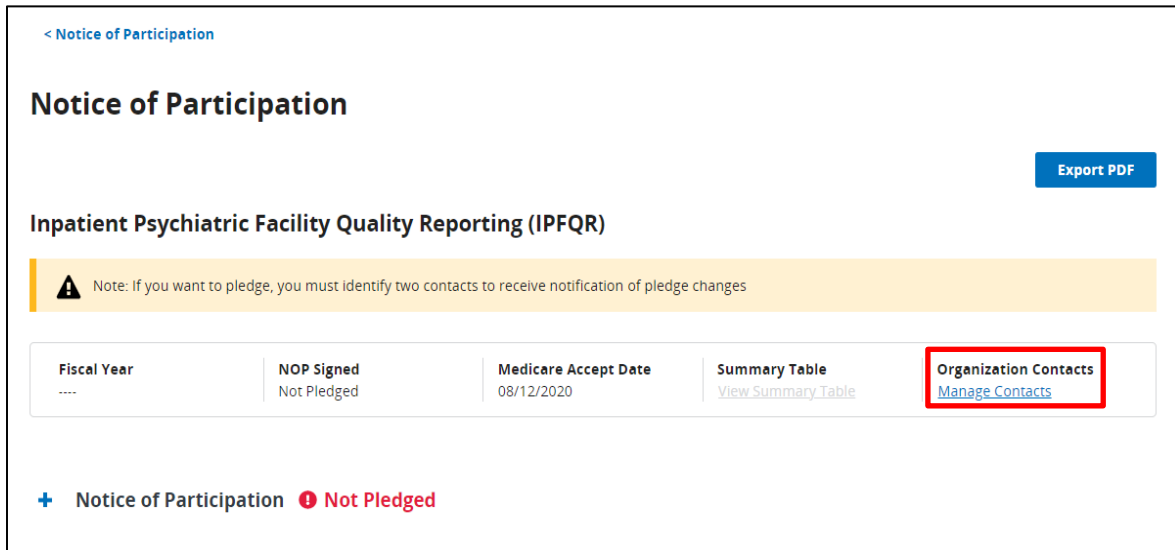 < Notice of Participation
Notice of Participation
Export PDF
Inpatient Psychiatric Facility Quality Reporting (IPFQR)
Note: If you want to pledge, you must identify two contacts to receive notification of pledge changes
Fiscal Year NOP Signed Medicare Accept Date Summary Table Organization Contacts
---- Not Pledged 08/12/2020 View Summary Table Manage Contacts
+ Notice of Participation Not Pledged